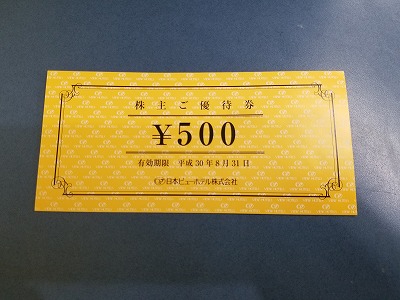 株主ご優待券
¥500
有効期限 平成30年8月31日
日本ビューホテル株式会社